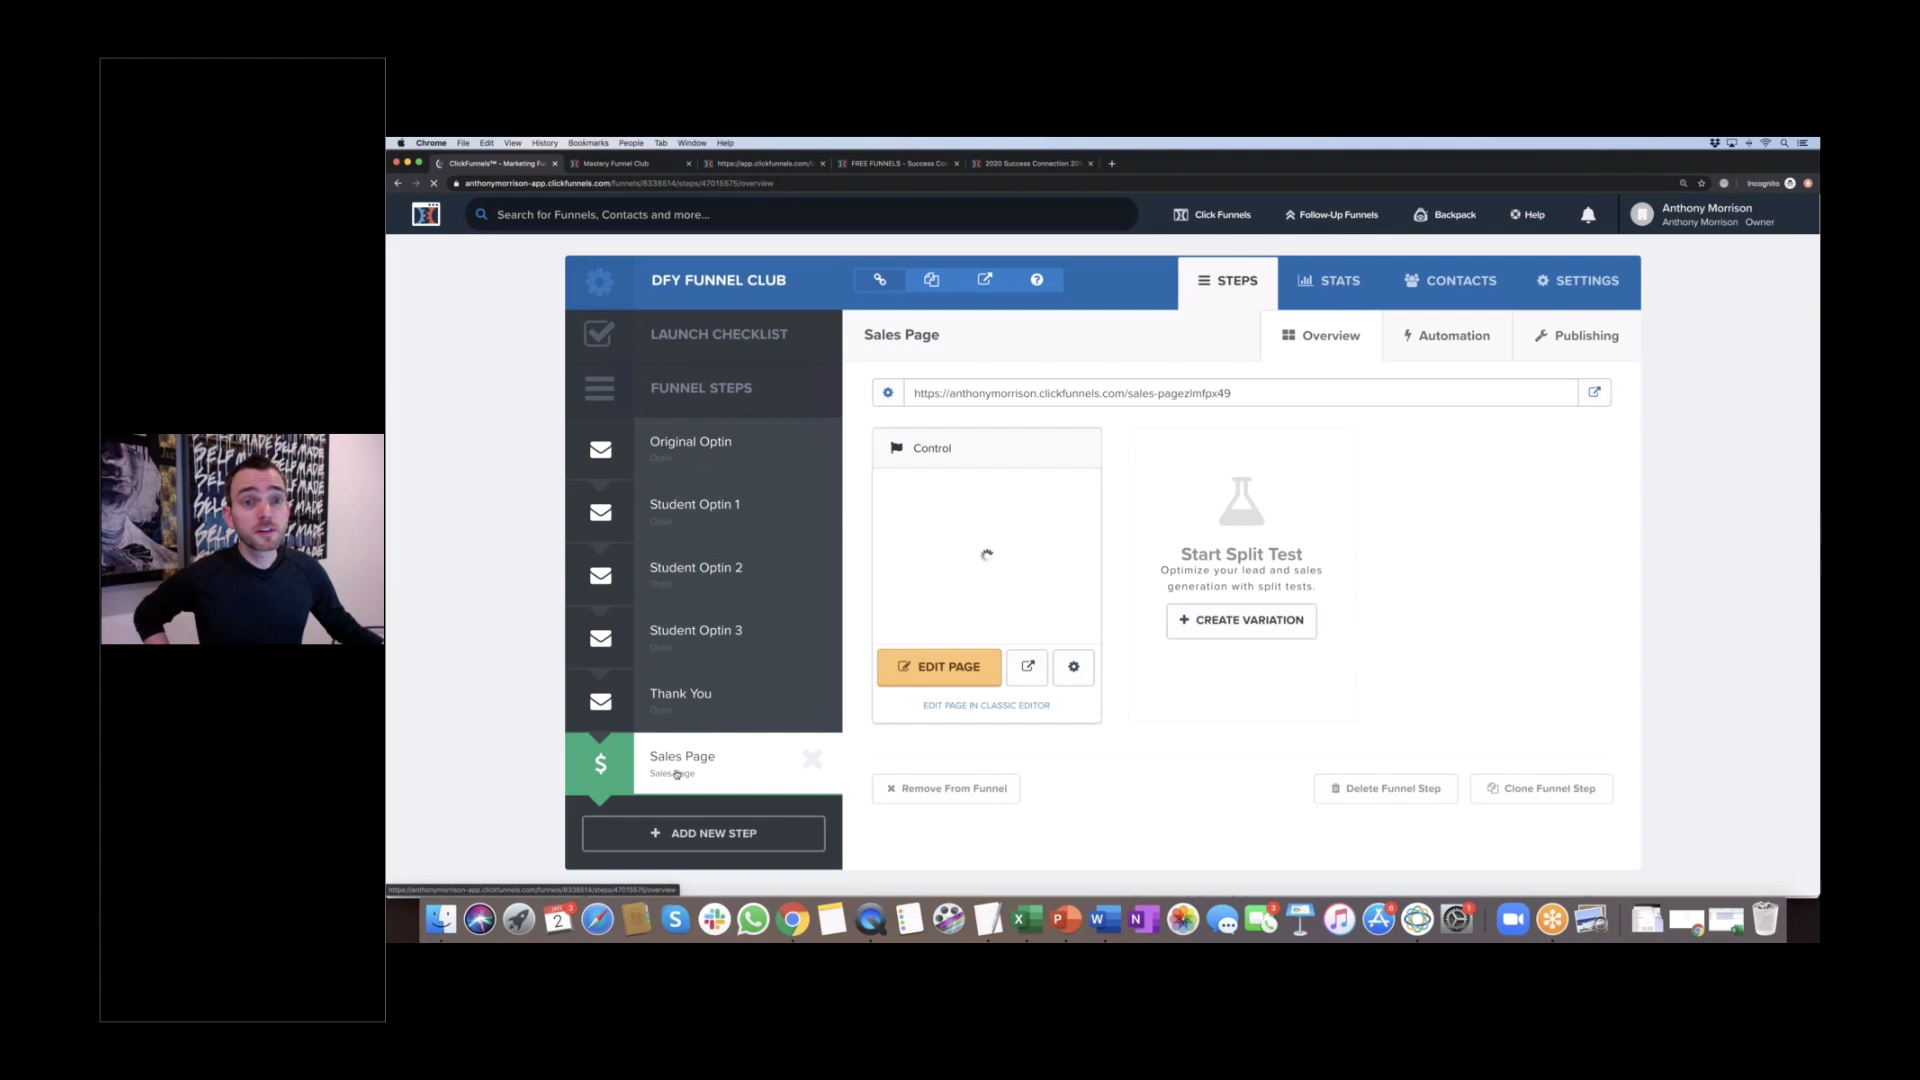 Chrome File Edit View History Bookmarks People Tab Window Help
ClickFunnels™ - Marketing Fu
Mastery Funnel Club
https://app.clickfunnels.com/
FREE FUNNELS - Success Co
2020 Success Connection 20
anthonymorrison-app.clickfunnels.com/funnels/8338514/steps/47015575/overview
Incognito
Search for Funnels, Contacts and more...
Click Funnels
Follow-Up Funnels
Backpack
Help
Anthony Morrison
Anthony Morrison Owner
DFY FUNNEL CLUB
STEPS
STATS
CONTACTS
SETTINGS
LAUNCH CHECKLIST
Sales Page
Overview
Automation
Publishing
FUNNEL STEPS
https://anthonymorrison.clickfunnels.com/sales-pagezlmfpx49
Original Optin
Optin
Control
Student Optin 1
Optin
Student Optin 2
Optin
Start Split Test
Optimize your lead and sales
generation with split tests.
CREATE VARIATION
Student Optin 3
Optin
EDIT PAGE
EDIT PAGE IN CLASSIC EDITOR
Thank You
Optin
Sales Page
Remove From Funnel
Delete Funnel Step
Clone Funnel Step
ADD NEW STEP
https://anthonymorrison-app.clickfunnels.com/funnels/8338514/steps/47015575/overview
SELF MADE